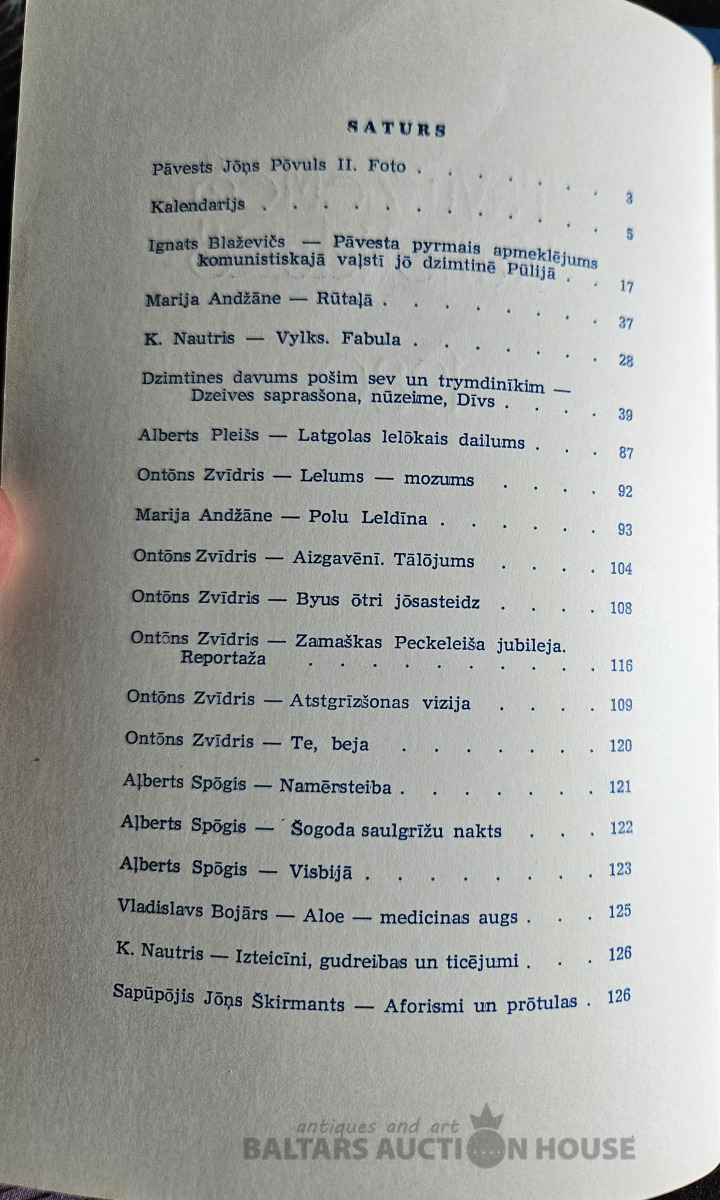 SATURS
Pāvests Jōņs Pōvuls II. Foto . . . . . . 3
Kalendarijs . . . . . . . . . . 5
Ignats Blaževičs — Pāvesta pyrmais apmeklējums
komunistiskajā vaļstī jō dzimtinē Pūlijā . . 17
Marija Andžāne — Rūtaļā . . . . . . . 37
K. Nautris — Vylks. Fabula . . . . . . . 28
Dzimtines davums pošim sev un trymdinīkim —
Dzeives saprasšona, nūzeime, Dīvs . . . . 39
Alberts Pleišs — Latgolas lelōkais dailums . . . 87
Ontōns Zvīdris — Lelums — mozums . . . . 92
Marija Andžāne — Polu Leldīna . . . . . . 93
Ontōns Zvīdris — Aizgavēnī. Tālōjums . . . . 104
Ontōns Zvīdris — Byus ōtri jōsasteidz . . . . 108
Ontōns Zvīdris — Zamaškas Peckeleiša jubileja.
Reportaža . . . . . . . . . . 116
Ontōns Zvīdris — Atstgrīzšonas vizija . . . . 109
Ontōns Zvīdris — Te, beja . . . . . . . 120
Aļberts Spōgis — Namērsteiba . . . . . . . 121
Aļberts Spōgis — Šogoda saulgrīžu nakts . . . 122
Aļberts Spōgis — Visbijā . . . . . . . . 123
Vladislavs Bojārs — Aloe — medicinas augs . . . 125
K. Nautris — Izteicīni, gudreibas un ticējumi . . . 126
Sapūpōjis Jōņs Škirmants — Aforismi un prōtulas . 126
antiques and art
BALTARS AUCTION HOUSE